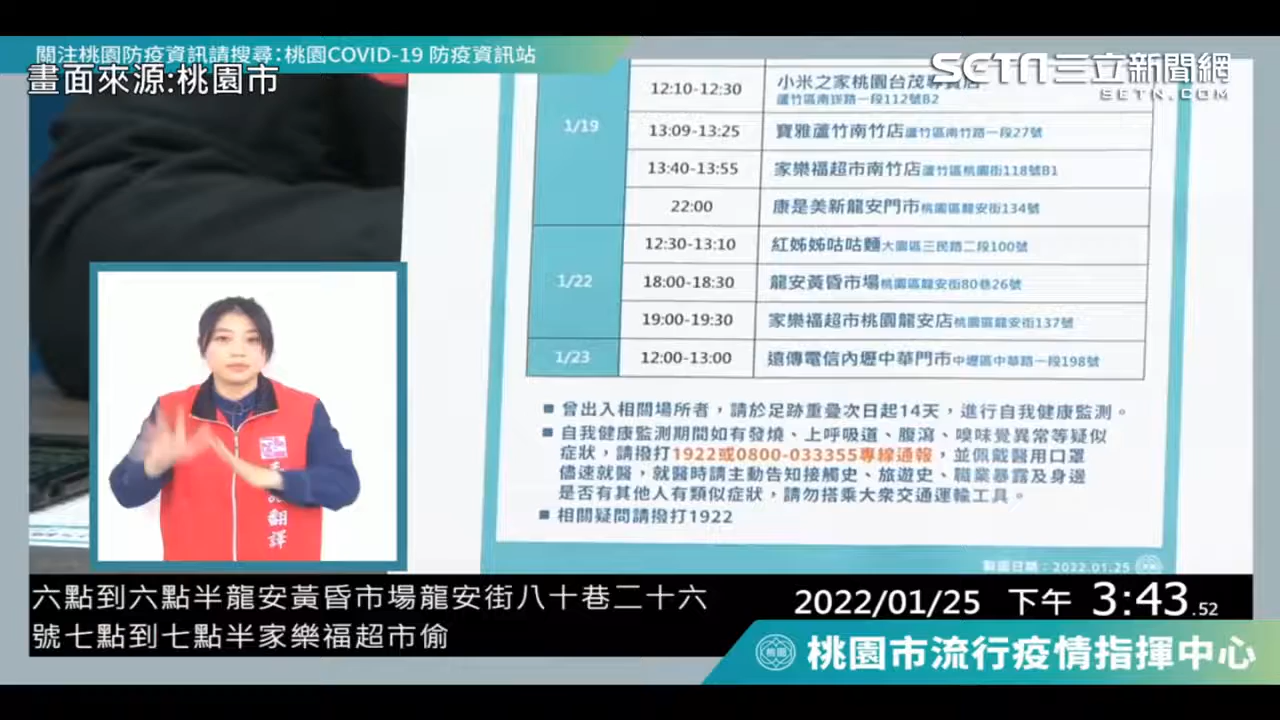 關注桃園防疫資訊請搜尋：桃園COVID-19 防疫資訊站
畫面來源:桃園市
SETN三立新聞網
SETN.COM
1/19
12:10-12:30 小米之家桃園台茂專賣店
蘆竹區南崁路一段112號B2
13:09-13:25 寶雅蘆竹南竹店蘆竹區南竹路一段27號
13:40-13:55 家樂福超市南竹店蘆竹區桃園街118號B1
22:00 康是美新龍安門市桃園區龍安街134號
1/22
12:30-13:10 紅姊姊咕咕麵大園區三民路二段100號
18:00-18:30 龍安黃昏市場桃園區龍安街80巷26號
19:00-19:30 家樂福超市桃園龍安店桃園區龍安街137號
1/23 12:00-13:00 遠傳電信內壢中華門市中壢區中華路一段198號
■ 曾出入相關場所者，請於足跡重疊次日起14天，進行自我健康監測。
■ 自我健康監測期間如有發燒、上呼吸道、腹瀉、嗅味覺異常等疑似
症狀，請撥打1922或0800-033355專線通報，並佩戴醫用口罩
儘速就醫，就醫時請主動告知接觸史、旅遊史、職業暴露及身邊
是否有其他人有類似症狀，請勿搭乘大眾交通運輸工具。
■ 相關疑問請撥打1922
製圖日期：2022.01.25
翻譯
六點到六點半龍安黃昏市場龍安街八十巷二十六
號七點到七點半家樂福超市偷
2022/01/25 下午 3:43.52
桃園市流行疫情指揮中心